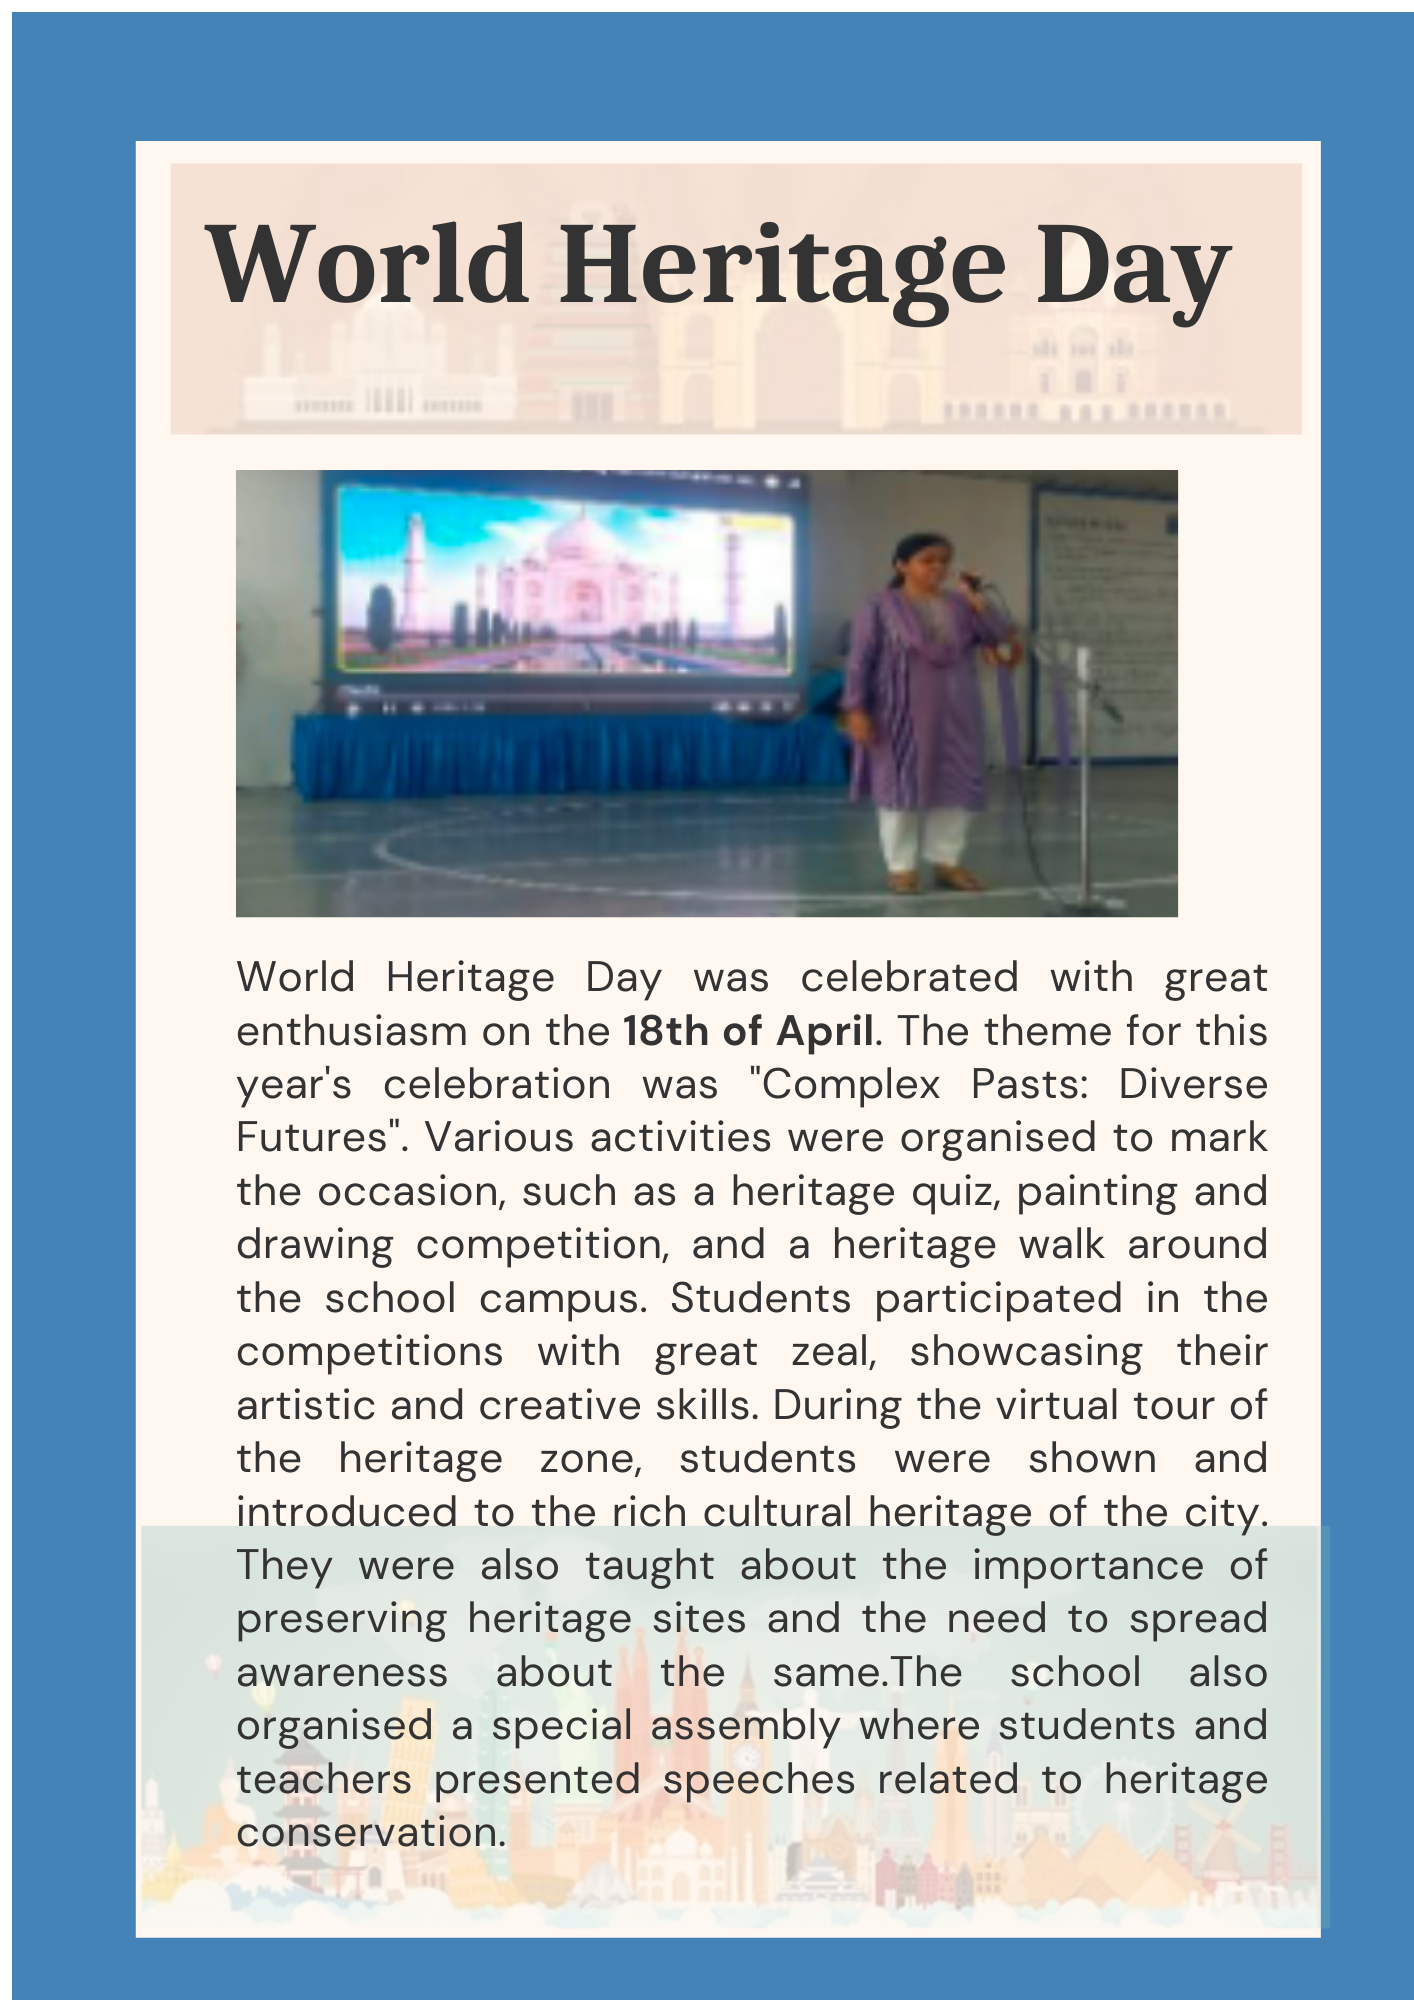 World Heritage Day
World Heritage Day was celebrated with great
enthusiasm on the 18th of April. The theme for this
year's celebration was "Complex Pasts: Diverse
Futures". Various activities were organised to mark
the occasion, such as a heritage quiz, painting and
drawing competition, and a heritage walk around
the school campus. Students participated in the
competitions with great zeal, showcasing their
artistic and creative skills. During the virtual tour of
the heritage zone, students were shown and
introduced to the rich cultural heritage of the city.
They were also taught about the importance of
preserving heritage sites and the need to spread
awareness about the same.The school also
organised a special assembly where students and
teachers presented speeches related to heritage
conservation.